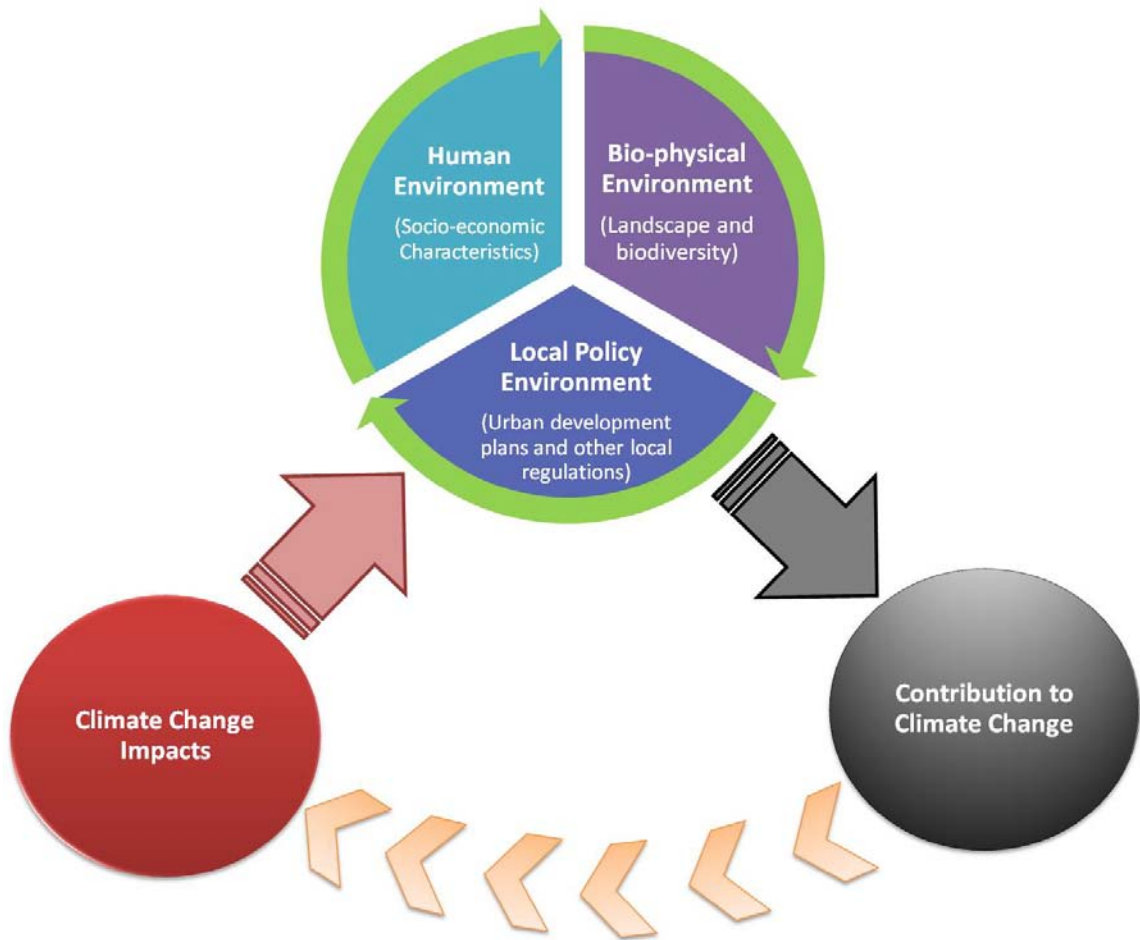 Human
Environment
(Socio-economic
Characteristics)
Bio-physical
Environment
(Landscape and
biodiversity)
Local Policy
Environment
(Urban development
plans and other local
regulations)
Climate Change
Impacts
Contribution to
Climate Change